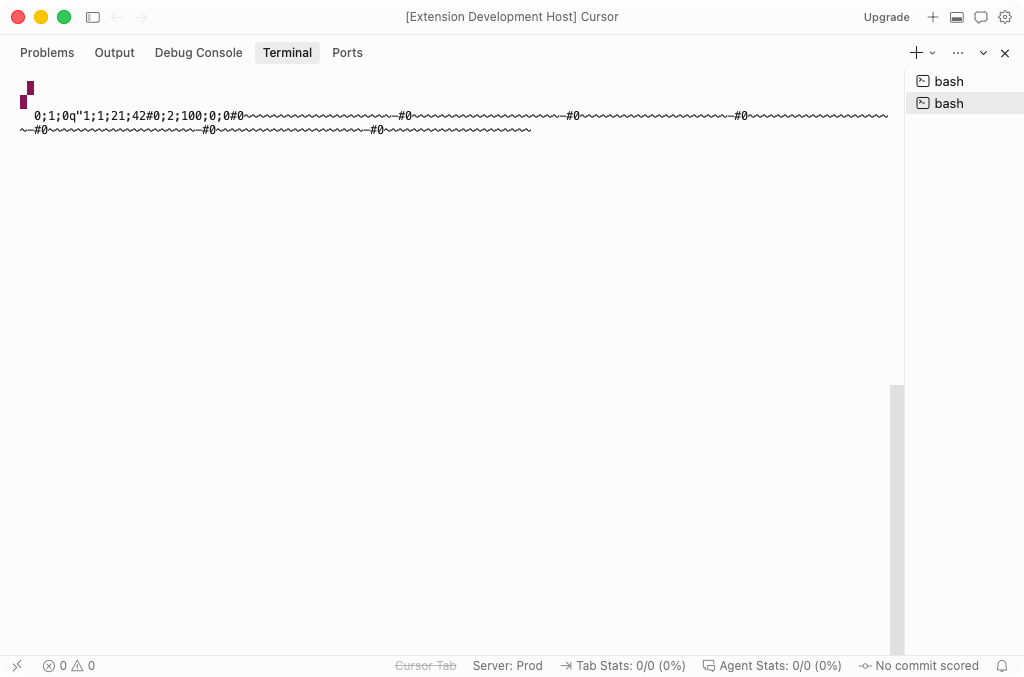 [Extension Development Host] Cursor
Upgrade
Problems Output Debug Console Terminal Ports
bash
bash
0;1;0q"1;1;21;42#0;2;100;0;0#0~~~~~~~~~~~~~~~~~~~~~-#0~~~~~~~~~~~~~~~~~~~~~-#0~~~~~~~~~~~~~~~~~~~~~-#0~~~~~~~~~~~~~~~~~~~~
~-#0~~~~~~~~~~~~~~~~~~~~~-#0~~~~~~~~~~~~~~~~~~~~~-#0~~~~~~~~~~~~~~~~~~~~~
0 0 Cursor Tab Server: Prod Tab Stats: 0/0 (0%) Agent Stats: 0/0 (0%) No commit scored